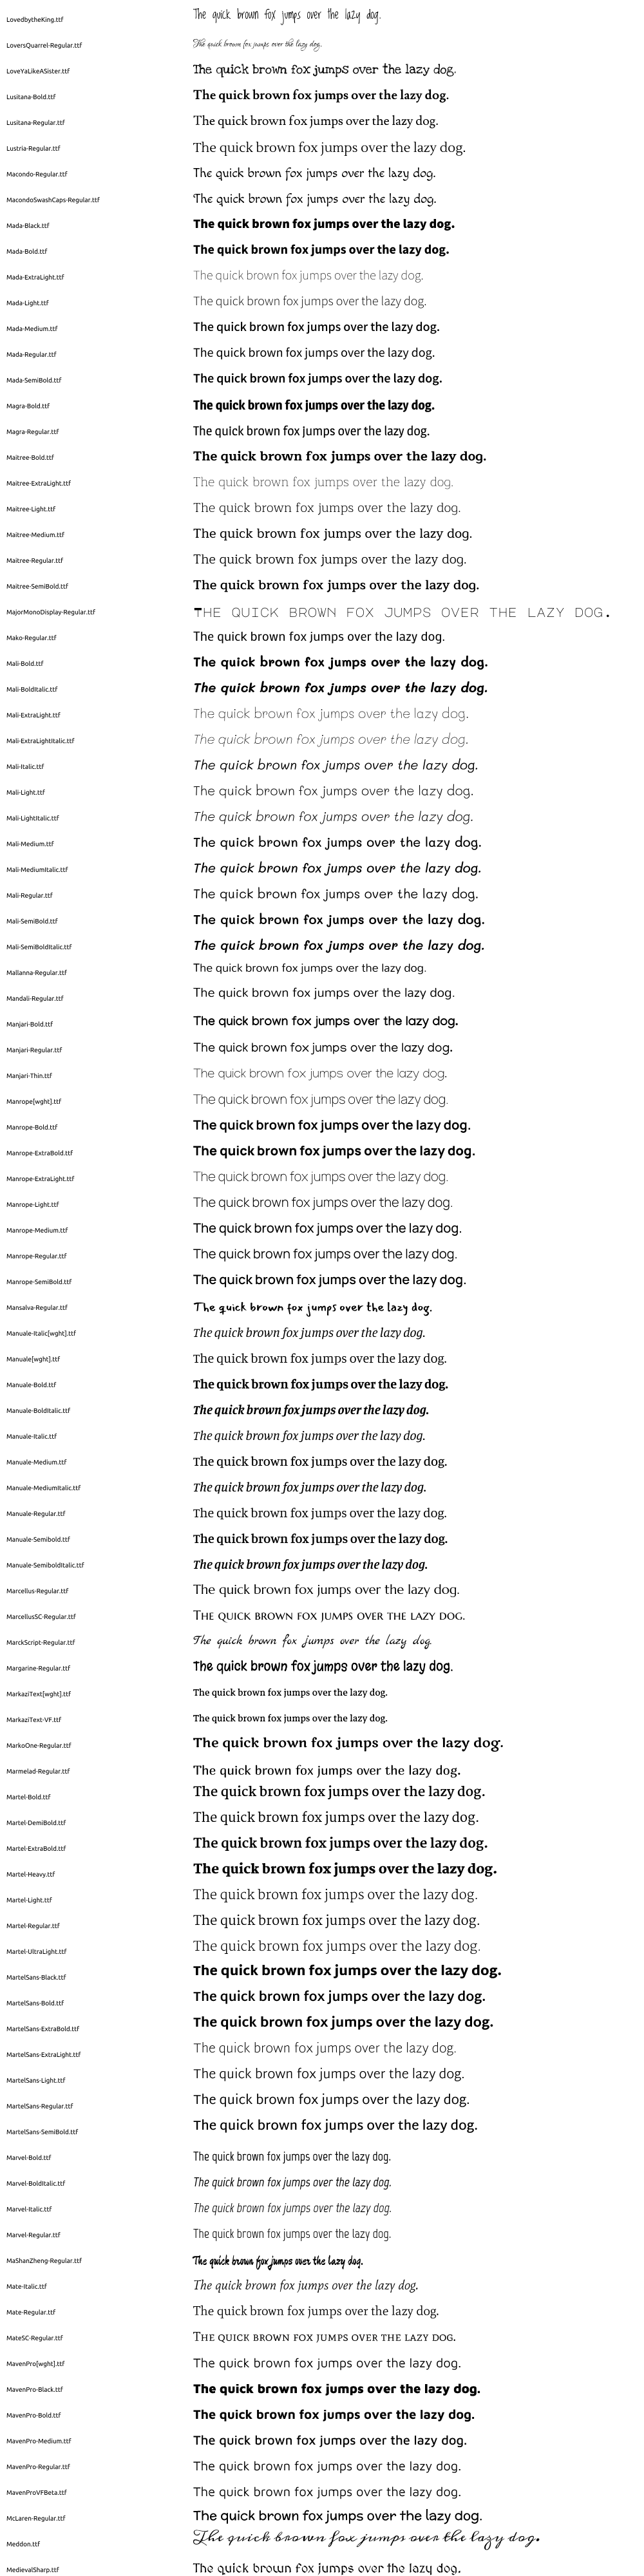 LovedbytheKing.ttf The quick brown fox jumps over the lazy dog.
LoversQuarrel-Regular.ttf The quick brown fox jumps over the lazy dog.
LoveYaLikeASister.ttf The quick brown fox jumps over the lazy dog.
Lusitana-Bold.ttf The quick brown fox jumps over the lazy dog.
Lusitana-Regular.ttf The quick brown fox jumps over the lazy dog.
Lustria-Regular.ttf The quick brown fox jumps over the lazy dog.
Macondo-Regular.ttf The quick brown fox jumps over the lazy dog.
MacondoSwashCaps-Regular.ttf The quick brown fox jumps over the lazy dog.
Mada-Black.ttf The quick brown fox jumps over the lazy dog.
Mada-Bold.ttf The quick brown fox jumps over the lazy dog.
Mada-ExtraLight.ttf The quick brown fox jumps over the lazy dog.
Mada-Light.ttf The quick brown fox jumps over the lazy dog.
Mada-Medium.ttf The quick brown fox jumps over the lazy dog.
Mada-Regular.ttf The quick brown fox jumps over the lazy dog.
Mada-SemiBold.ttf The quick brown fox jumps over the lazy dog.
Magra-Bold.ttf The quick brown fox jumps over the lazy dog.
Magra-Regular.ttf The quick brown fox jumps over the lazy dog.
Maitree-Bold.ttf The quick brown fox jumps over the lazy dog.
Maitree-ExtraLight.ttf The quick brown fox jumps over the lazy dog.
Maitree-Light.ttf The quick brown fox jumps over the lazy dog.
Maitree-Medium.ttf The quick brown fox jumps over the lazy dog.
Maitree-Regular.ttf The quick brown fox jumps over the lazy dog.
Maitree-SemiBold.ttf The quick brown fox jumps over the lazy dog.
MajorMonoDisplay-Regular.ttf THE QUICK BROWN FOX JUMPS OVER THE LAZY DOG.
Mako-Regular.ttf The quick brown fox jumps over the lazy dog.
Mali-Bold.ttf The quick brown fox jumps over the lazy dog.
Mali-BoldItalic.ttf The quick brown fox jumps over the lazy dog.
Mali-ExtraLight.ttf The quick brown fox jumps over the lazy dog.
Mali-ExtraLightItalic.ttf The quick brown fox jumps over the lazy dog.
Mali-Italic.ttf The quick brown fox jumps over the lazy dog.
Mali-Light.ttf The quick brown fox jumps over the lazy dog.
Mali-LightItalic.ttf The quick brown fox jumps over the lazy dog.
Mali-Medium.ttf The quick brown fox jumps over the lazy dog.
Mali-MediumItalic.ttf The quick brown fox jumps over the lazy dog.
Mali-Regular.ttf The quick brown fox jumps over the lazy dog.
Mali-SemiBold.ttf The quick brown fox jumps over the lazy dog.
Mali-SemiBoldItalic.ttf The quick brown fox jumps over the lazy dog.
Mallanna-Regular.ttf The quick brown fox jumps over the lazy dog.
Mandali-Regular.ttf The quick brown fox jumps over the lazy dog.
Manjari-Bold.ttf The quick brown fox jumps over the lazy dog.
Manjari-Regular.ttf The quick brown fox jumps over the lazy dog.
Manjari-Thin.ttf The quick brown fox jumps over the lazy dog.
Manrope[wght].ttf The quick brown fox jumps over the lazy dog.
Manrope-Bold.ttf The quick brown fox jumps over the lazy dog.
Manrope-ExtraBold.ttf The quick brown fox jumps over the lazy dog.
Manrope-ExtraLight.ttf The quick brown fox jumps over the lazy dog.
Manrope-Light.ttf The quick brown fox jumps over the lazy dog.
Manrope-Medium.ttf The quick brown fox jumps over the lazy dog.
Manrope-Regular.ttf The quick brown fox jumps over the lazy dog.
Manrope-SemiBold.ttf The quick brown fox jumps over the lazy dog.
Mansalva-Regular.ttf The quick brown fox jumps over the lazy dog.
Manuale-Italic[wght].ttf The quick brown fox jumps over the lazy dog.
Manuale[wght].ttf The quick brown fox jumps over the lazy dog.
Manuale-Bold.ttf The quick brown fox jumps over the lazy dog.
Manuale-BoldItalic.ttf The quick brown fox jumps over the lazy dog.
Manuale-Italic.ttf The quick brown fox jumps over the lazy dog.
Manuale-Medium.ttf The quick brown fox jumps over the lazy dog.
Manuale-MediumItalic.ttf The quick brown fox jumps over the lazy dog.
Manuale-Regular.ttf The quick brown fox jumps over the lazy dog.
Manuale-Semibold.ttf The quick brown fox jumps over the lazy dog.
Manuale-SemiboldItalic.ttf The quick brown fox jumps over the lazy dog.
Marcellus-Regular.ttf The quick brown fox jumps over the lazy dog.
MarcellusSC-Regular.ttf The quick brown fox jumps over the lazy dog.
MarckScript-Regular.ttf The quick brown fox jumps over the lazy dog.
Margarine-Regular.ttf The quick brown fox jumps over the lazy dog.
MarkaziText[wght].ttf The quick brown fox jumps over the lazy dog.
MarkaziText-VF.ttf The quick brown fox jumps over the lazy dog.
MarkoOne-Regular.ttf The quick brown fox jumps over the lazy dog.
Marmelad-Regular.ttf The quick brown fox jumps over the lazy dog.
Martel-Bold.ttf The quick brown fox jumps over the lazy dog.
Martel-DemiBold.ttf The quick brown fox jumps over the lazy dog.
Martel-ExtraBold.ttf The quick brown fox jumps over the lazy dog.
Martel-Heavy.ttf The quick brown fox jumps over the lazy dog.
Martel-Light.ttf The quick brown fox jumps over the lazy dog.
Martel-Regular.ttf The quick brown fox jumps over the lazy dog.
Martel-UltraLight.ttf The quick brown fox jumps over the lazy dog.
MartelSans-Black.ttf The quick brown fox jumps over the lazy dog.
MartelSans-Bold.ttf The quick brown fox jumps over the lazy dog.
MartelSans-ExtraBold.ttf The quick brown fox jumps over the lazy dog.
MartelSans-ExtraLight.ttf The quick brown fox jumps over the lazy dog.
MartelSans-Light.ttf The quick brown fox jumps over the lazy dog.
MartelSans-Regular.ttf The quick brown fox jumps over the lazy dog.
MartelSans-SemiBold.ttf The quick brown fox jumps over the lazy dog.
Marvel-Bold.ttf The quick brown fox jumps over the lazy dog.
Marvel-BoldItalic.ttf The quick brown fox jumps over the lazy dog.
Marvel-Italic.ttf The quick brown fox jumps over the lazy dog.
Marvel-Regular.ttf The quick brown fox jumps over the lazy dog.
MaShanZheng-Regular.ttf The quick brown fox jumps over the lazy dog.
Mate-Italic.ttf The quick brown fox jumps over the lazy dog.
Mate-Regular.ttf The quick brown fox jumps over the lazy dog.
MateSC-Regular.ttf The quick brown fox jumps over the lazy dog.
MavenPro[wght].ttf The quick brown fox jumps over the lazy dog.
MavenPro-Black.ttf The quick brown fox jumps over the lazy dog.
MavenPro-Bold.ttf The quick brown fox jumps over the lazy dog.
MavenPro-Medium.ttf The quick brown fox jumps over the lazy dog.
MavenPro-Regular.ttf The quick brown fox jumps over the lazy dog.
MavenProVFBeta.ttf The quick brown fox jumps over the lazy dog.
McLaren-Regular.ttf The quick brown fox jumps over the lazy dog.
Meddon.ttf The quick brown fox jumps over the lazy dog.
MedievalSharp.ttf The quick brown fox jumps over the lazy dog.